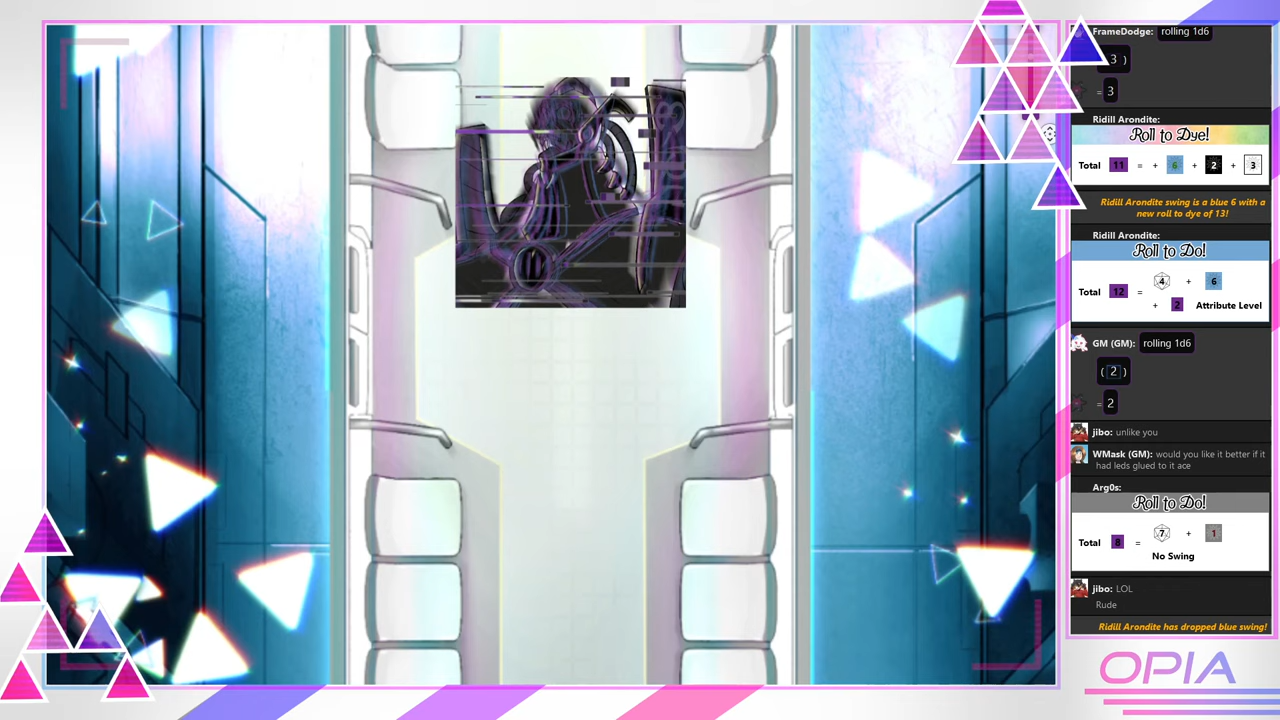 FrameDodge: rolling 1d6
3 )
= 3
Ridill Arondite:
Roll to Dye!
Total 11 = + 6 + 2 + 3
Ridill Arondite swing is a blue 6 with a
new roll to dye of 13!
Ridill Arondite:
Roll to Do!
4 + 6
Total 12 =
+ 2 Attribute Level
GM (GM): rolling 1d6
( 2 )
= 2
jibo: unlike you
WMask (GM): would you like it better if it
had leds glued to it ace
Arg0s:
Roll to Do!
7 + 1
Total 8 =
No Swing
jibo: LOL
Rude
Ridill Arondite has dropped blue swing!
OPIA